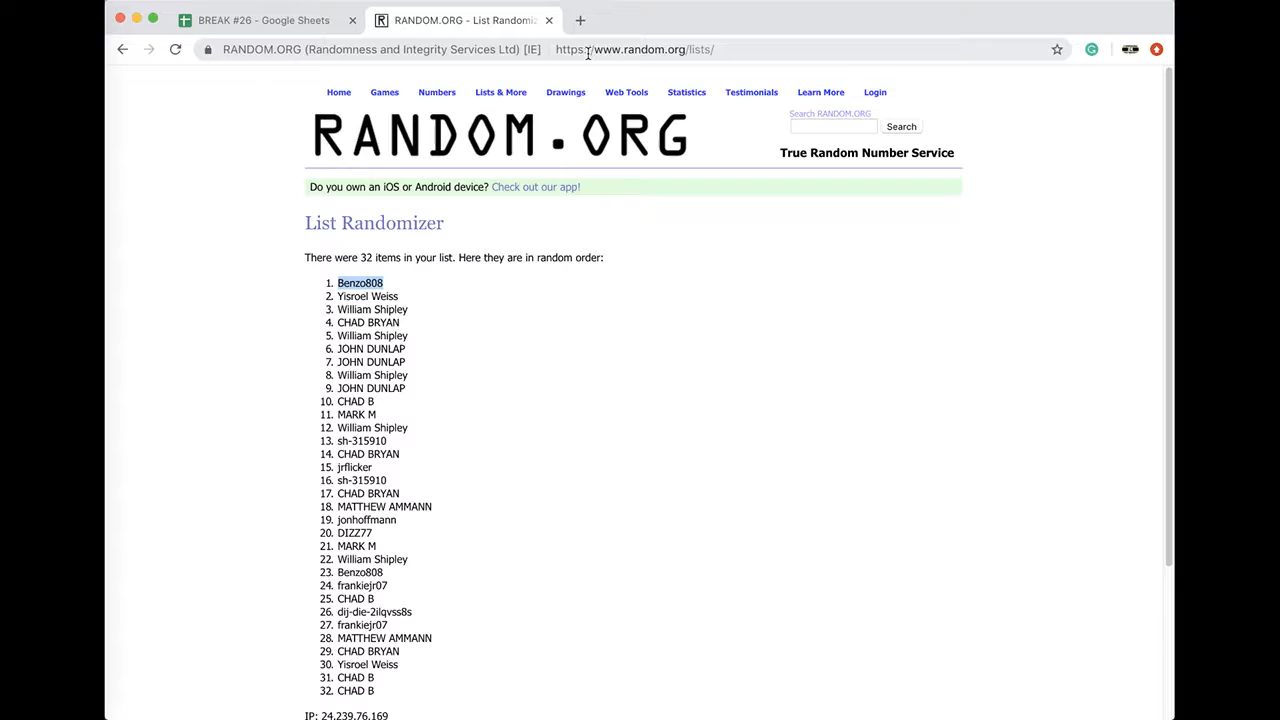 BREAK #26 - Google Sheets
RANDOM.ORG - List Randomiz
RANDOM.ORG (Randomness and Integrity Services Ltd) [IE] https://www.random.org/lists/
Home Games Numbers Lists & More Drawings Web Tools Statistics Testimonials Learn More Login
RANDOM.ORG
Search RANDOM.ORG
Search
True Random Number Service
Do you own an iOS or Android device? Check out our app!
List Randomizer
There were 32 items in your list. Here they are in random order:
1. Benzo808
2. Yisroel Weiss
3. William Shipley
4. CHAD BRYAN
5. William Shipley
6. JOHN DUNLAP
7. JOHN DUNLAP
8. William Shipley
9. JOHN DUNLAP
10. CHAD B
11. MARK M
12. William Shipley
13. sh-315910
14. CHAD BRYAN
15. jrflicker
16. sh-315910
17. CHAD BRYAN
18. MATTHEW AMMANN
19. jonhoffmann
20. DIZZ77
21. MARK M
22. William Shipley
23. Benzo808
24. frankiejr07
25. CHAD B
26. dij-die-2ilqvss8s
27. frankiejr07
28. MATTHEW AMMANN
29. CHAD BRYAN
30. Yisroel Weiss
31. CHAD B
32. CHAD B
IP: 24.239.76.169